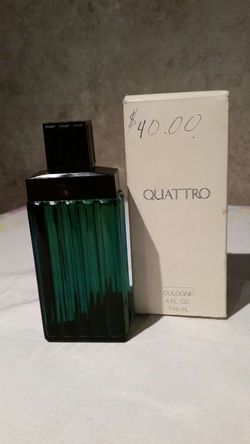 $40.00
QUATTRO
COLOGNE
4 FL. OZ.
118 mL